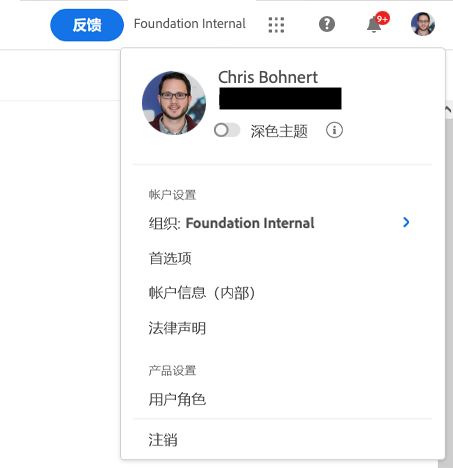 反馈 Foundation Internal 9+
Chris Bohnert
深色主题
帐户设置
组织: Foundation Internal
首选项
帐户信息（内部）
法律声明
产品设置
用户角色
注销